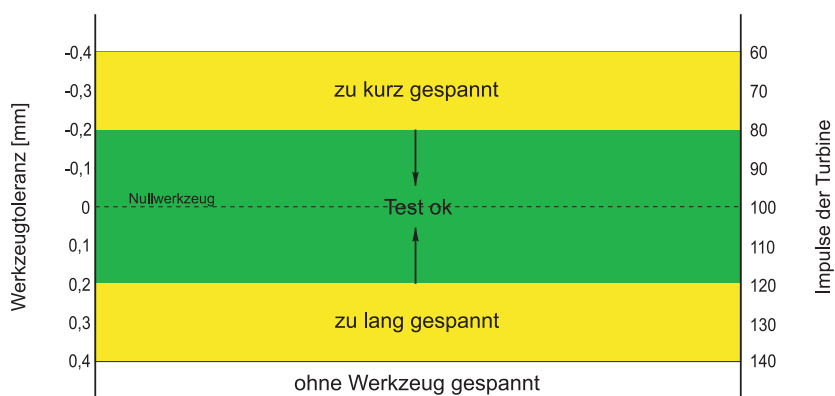 Werkzeugtoleranz [mm]
-0,4
-0,3
-0,2
-0,1
0
0,1
0,2
0,3
0,4
zu kurz gespannt
Nullwerkzeug
Test ok
zu lang gespannt
ohne Werkzeug gespannt
60
70
80
90
100
110
120
130
140
Impulse der Turbine